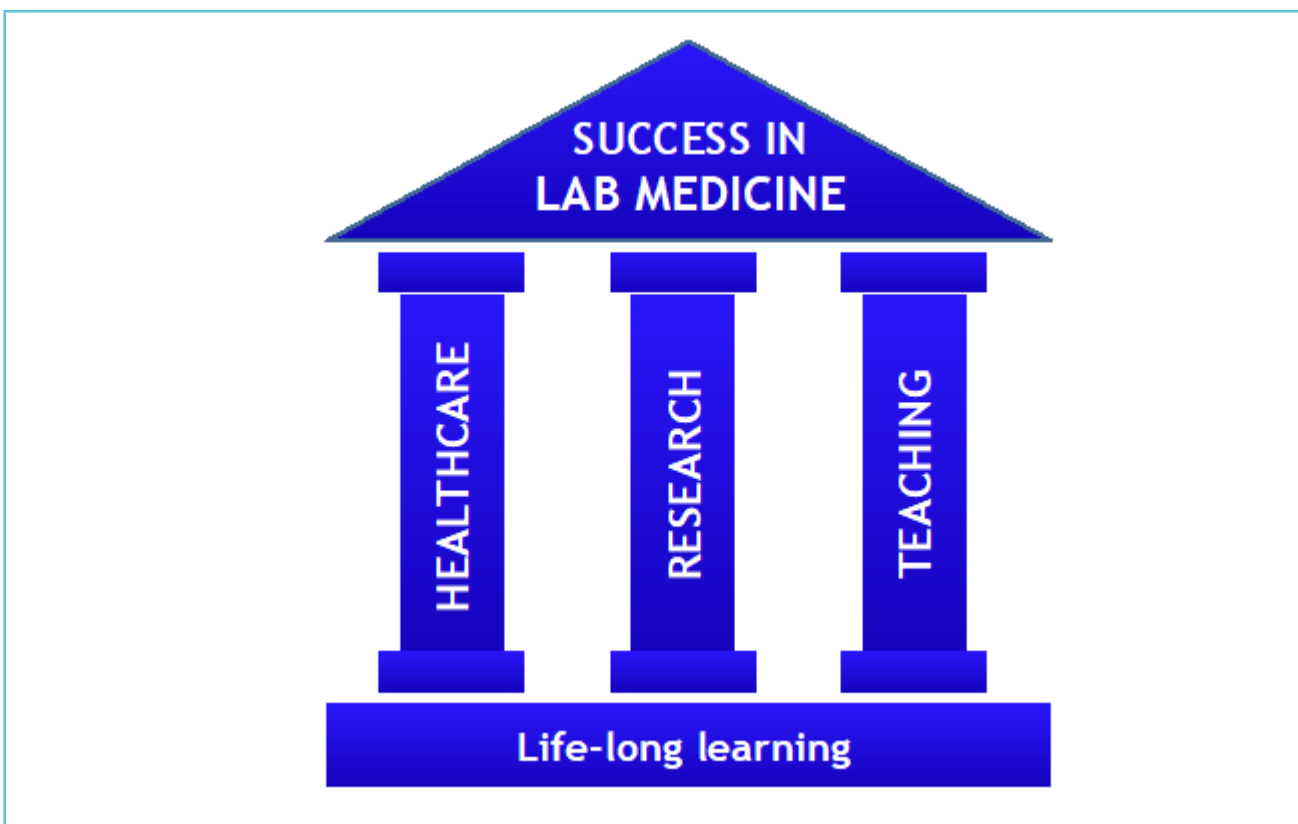 SUCCESS IN
LAB MEDICINE
HEALTHCARE
RESEARCH
TEACHING
Life-long learning